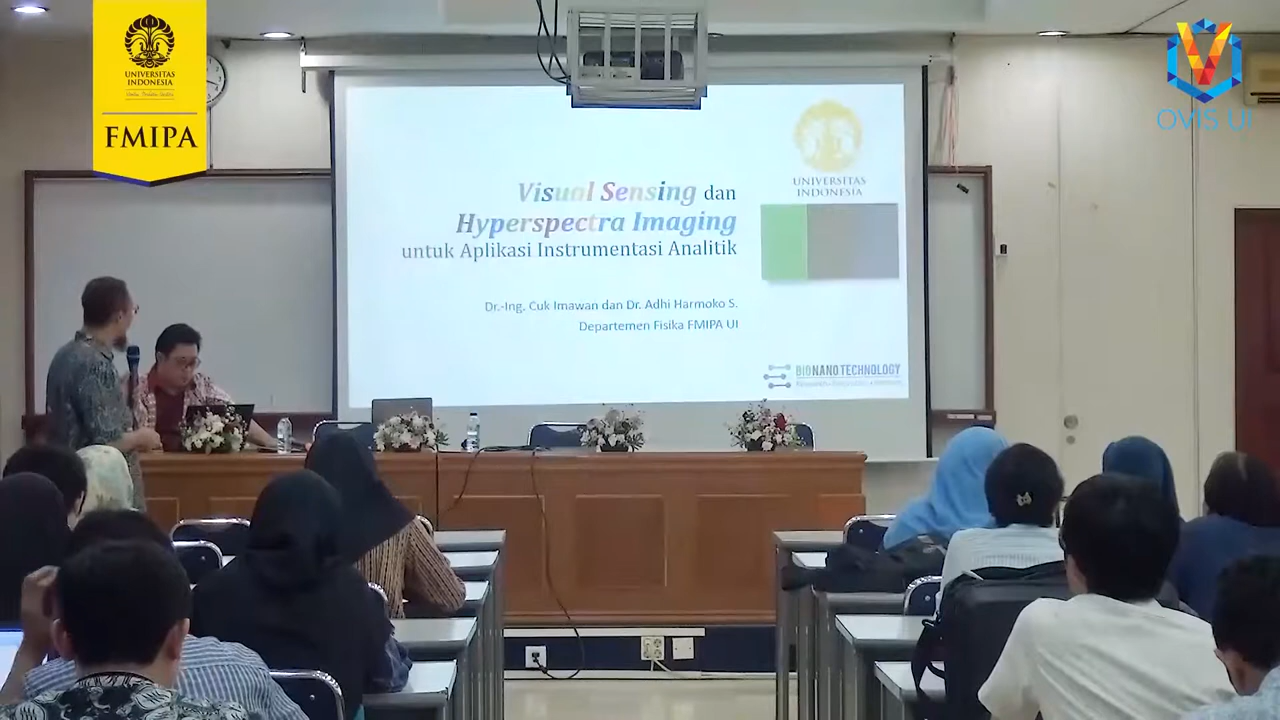 UNIVERSITAS
INDONESIA
FMIPA
OVIS UI
Visual Sensing dan
Hyperspectra Imaging
untuk Aplikasi Instrumentasi Analitik
Dr.-Ing. Cuk Imawan dan Dr. Adhi Harmoko S.
Departemen Fisika FMIPA UI
UNIVERSITAS
INDONESIA
BIONANO TECHNOLOGY